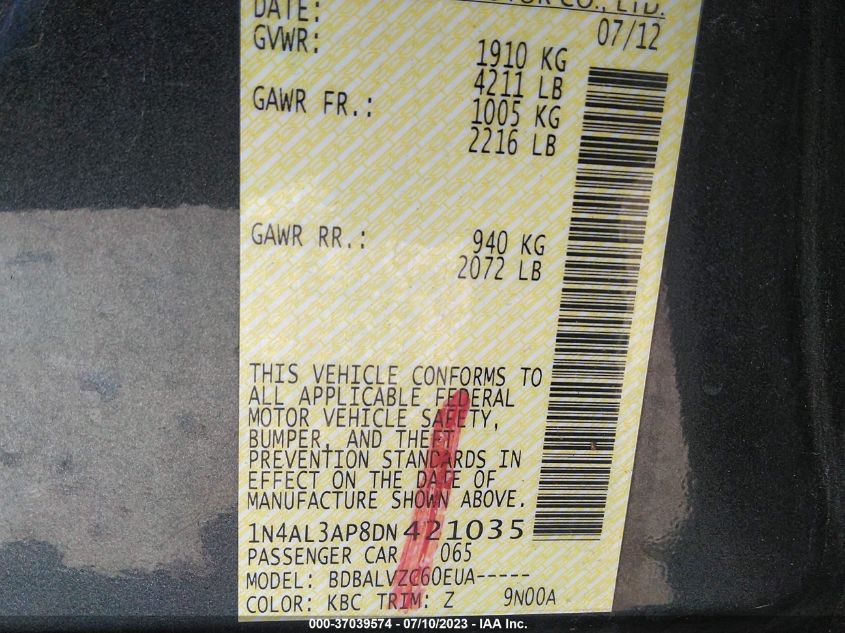 MOTOR CO., LTD.
DATE: 07/12
GVWR: 1910 KG
4211 LB
GAWR FR.: 1005 KG
2216 LB
GAWR RR.: 940 KG
2072 LB
THIS VEHICLE CONFORMS TO
ALL APPLICABLE FEDERAL
MOTOR VEHICLE SAFETY,
BUMPER, AND THEFT
PREVENTION STANDARDS IN
EFFECT ON THE DATE OF
MANUFACTURE SHOWN ABOVE.
1N4AL3AP8DN421035
PASSENGER CAR 065
MODEL: BDBALVZC60EUA-----
COLOR: KBC TRIM: Z 9N00A
000-37039574 - 07/10/2023 - IAA Inc.